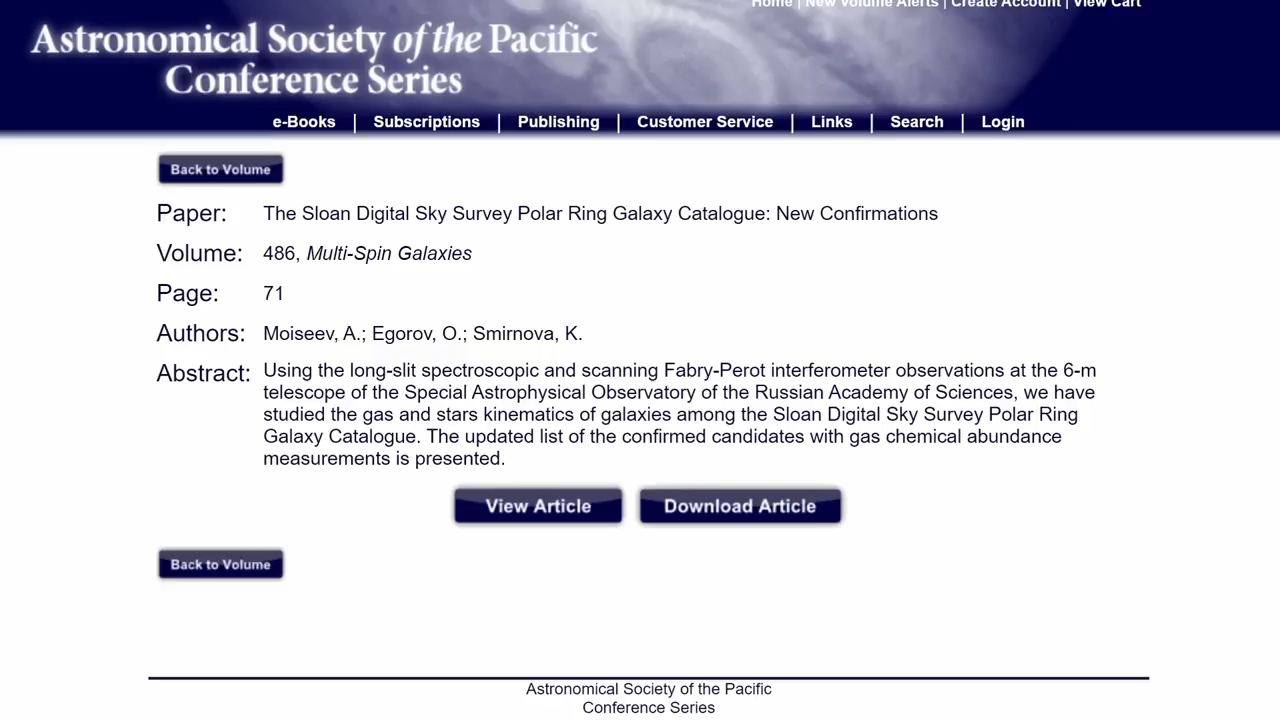 Home | New Volume Alerts | Create Account | View Cart
Astronomical Society of the Pacific
Conference Series
e-Books | Subscriptions | Publishing | Customer Service | Links | Search | Login
Back to Volume
Paper: The Sloan Digital Sky Survey Polar Ring Galaxy Catalogue: New Confirmations
Volume: 486, Multi-Spin Galaxies
Page: 71
Authors: Moiseev, A.; Egorov, O.; Smirnova, K.
Abstract: Using the long-slit spectroscopic and scanning Fabry-Perot interferometer observations at the 6-m
telescope of the Special Astrophysical Observatory of the Russian Academy of Sciences, we have
studied the gas and stars kinematics of galaxies among the Sloan Digital Sky Survey Polar Ring
Galaxy Catalogue. The updated list of the confirmed candidates with gas chemical abundance
measurements is presented.
View Article Download Article
Back to Volume
Astronomical Society of the Pacific
Conference Series